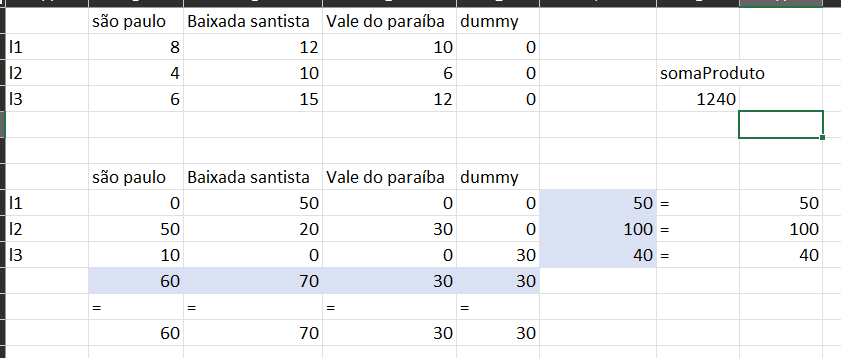 são paulo Baixada santista Vale do paraíba dummy
l1 8 12 10 0
l2 4 10 6 0 somaProduto
l3 6 15 12 0 1240
são paulo Baixada santista Vale do paraíba dummy
l1 0 50 0 0 50 = 50
l2 50 20 30 0 100 = 100
l3 10 0 0 30 40 = 40
60 70 30 30
= = = =
60 70 30 30